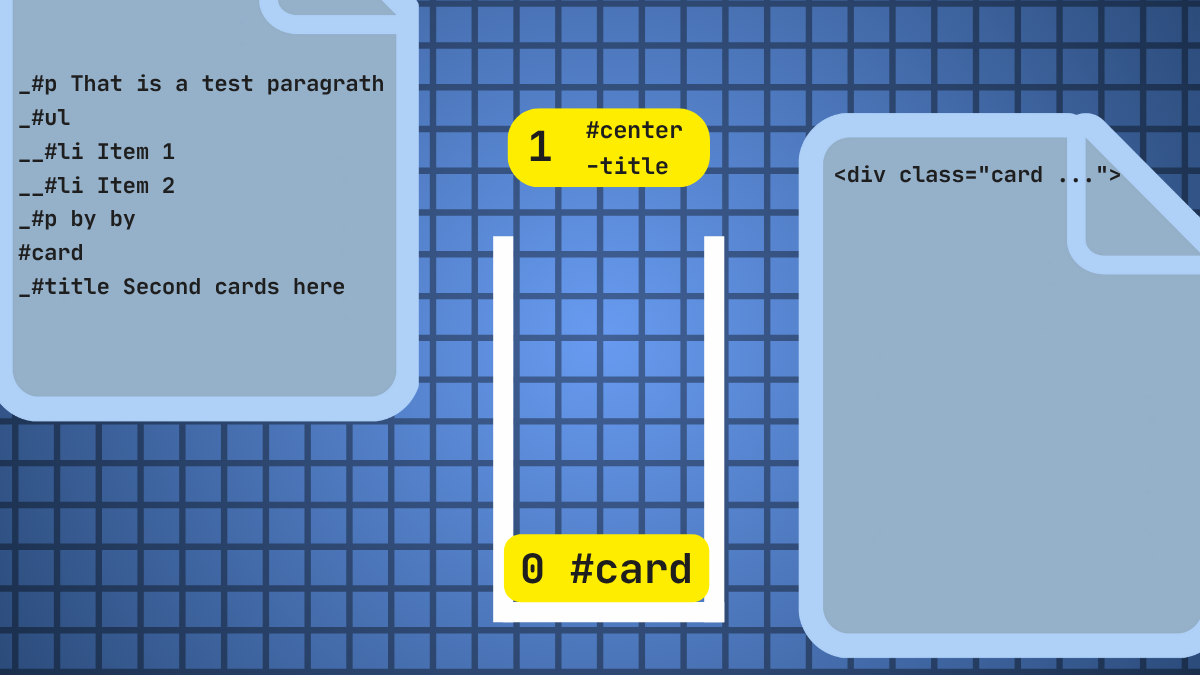 _#p That is a test paragrath
_#ul
__#li Item 1
__#li Item 2
_#p by by
#card
_#title Second cards here
1
#center
-title
0 #card
<div class="card ...">